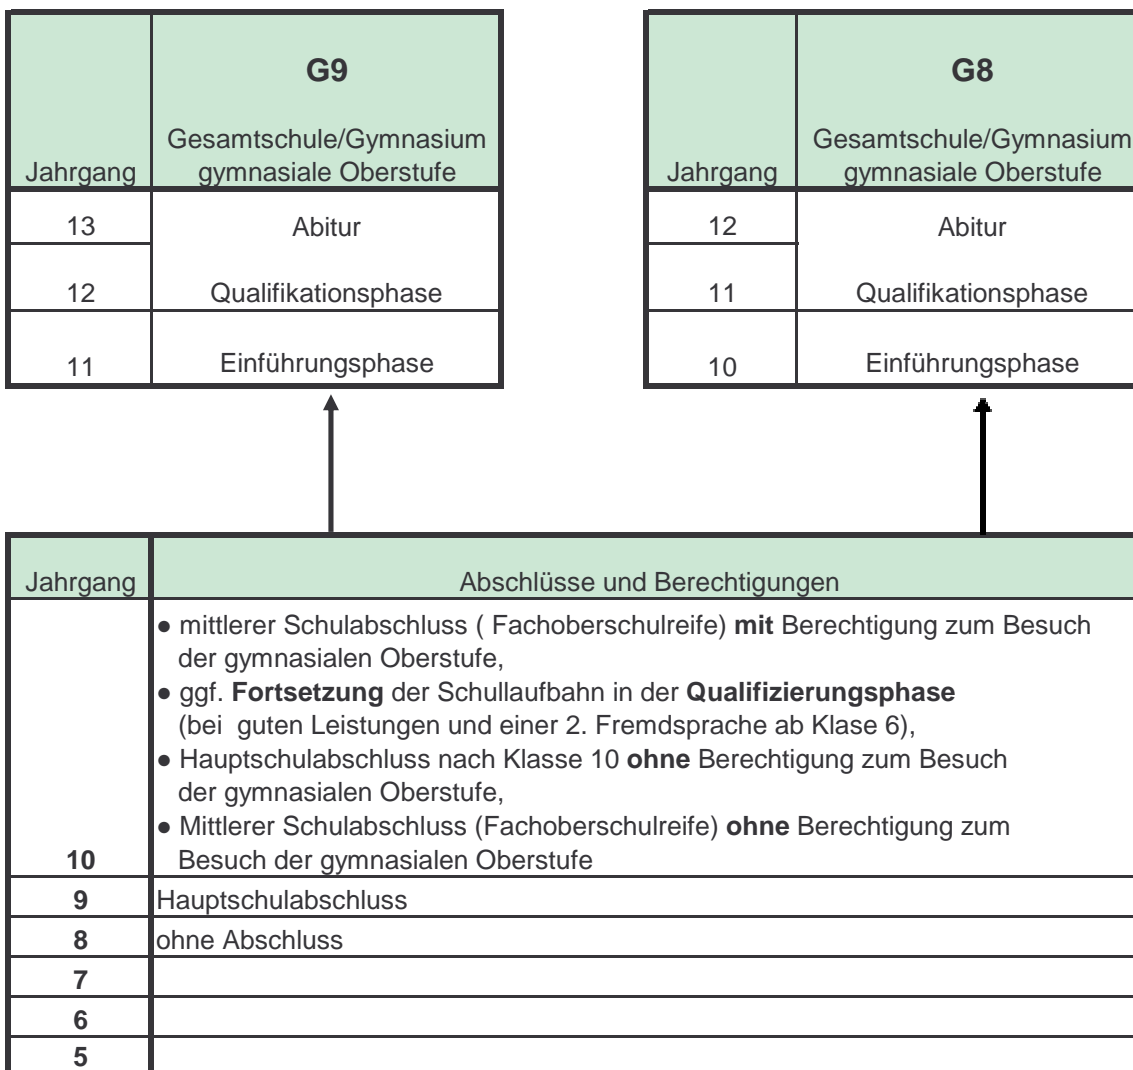 G9
Gesamtschule/Gymnasium
Jahrgang gymnasiale Oberstufe
13 Abitur
12 Qualifikationsphase
11 Einführungsphase
G8
Gesamtschule/Gymnasium
Jahrgang gymnasiale Oberstufe
12 Abitur
11 Qualifikationsphase
10 Einführungsphase
Jahrgang Abschlüsse und Berechtigungen
● mittlerer Schulabschluss ( Fachoberschulreife) mit Berechtigung zum Besuch
der gymnasialen Oberstufe,
● ggf. Fortsetzung der Schullaufbahn in der Qualifizierungsphase
(bei guten Leistungen und einer 2. Fremdsprache ab Klase 6),
● Hauptschulabschluss nach Klasse 10 ohne Berechtigung zum Besuch
der gymnasialen Oberstufe,
● Mittlerer Schulabschluss (Fachoberschulreife) ohne Berechtigung zum
10 Besuch der gymnasialen Oberstufe
9 Hauptschulabschluss
8 ohne Abschluss
7
6
5